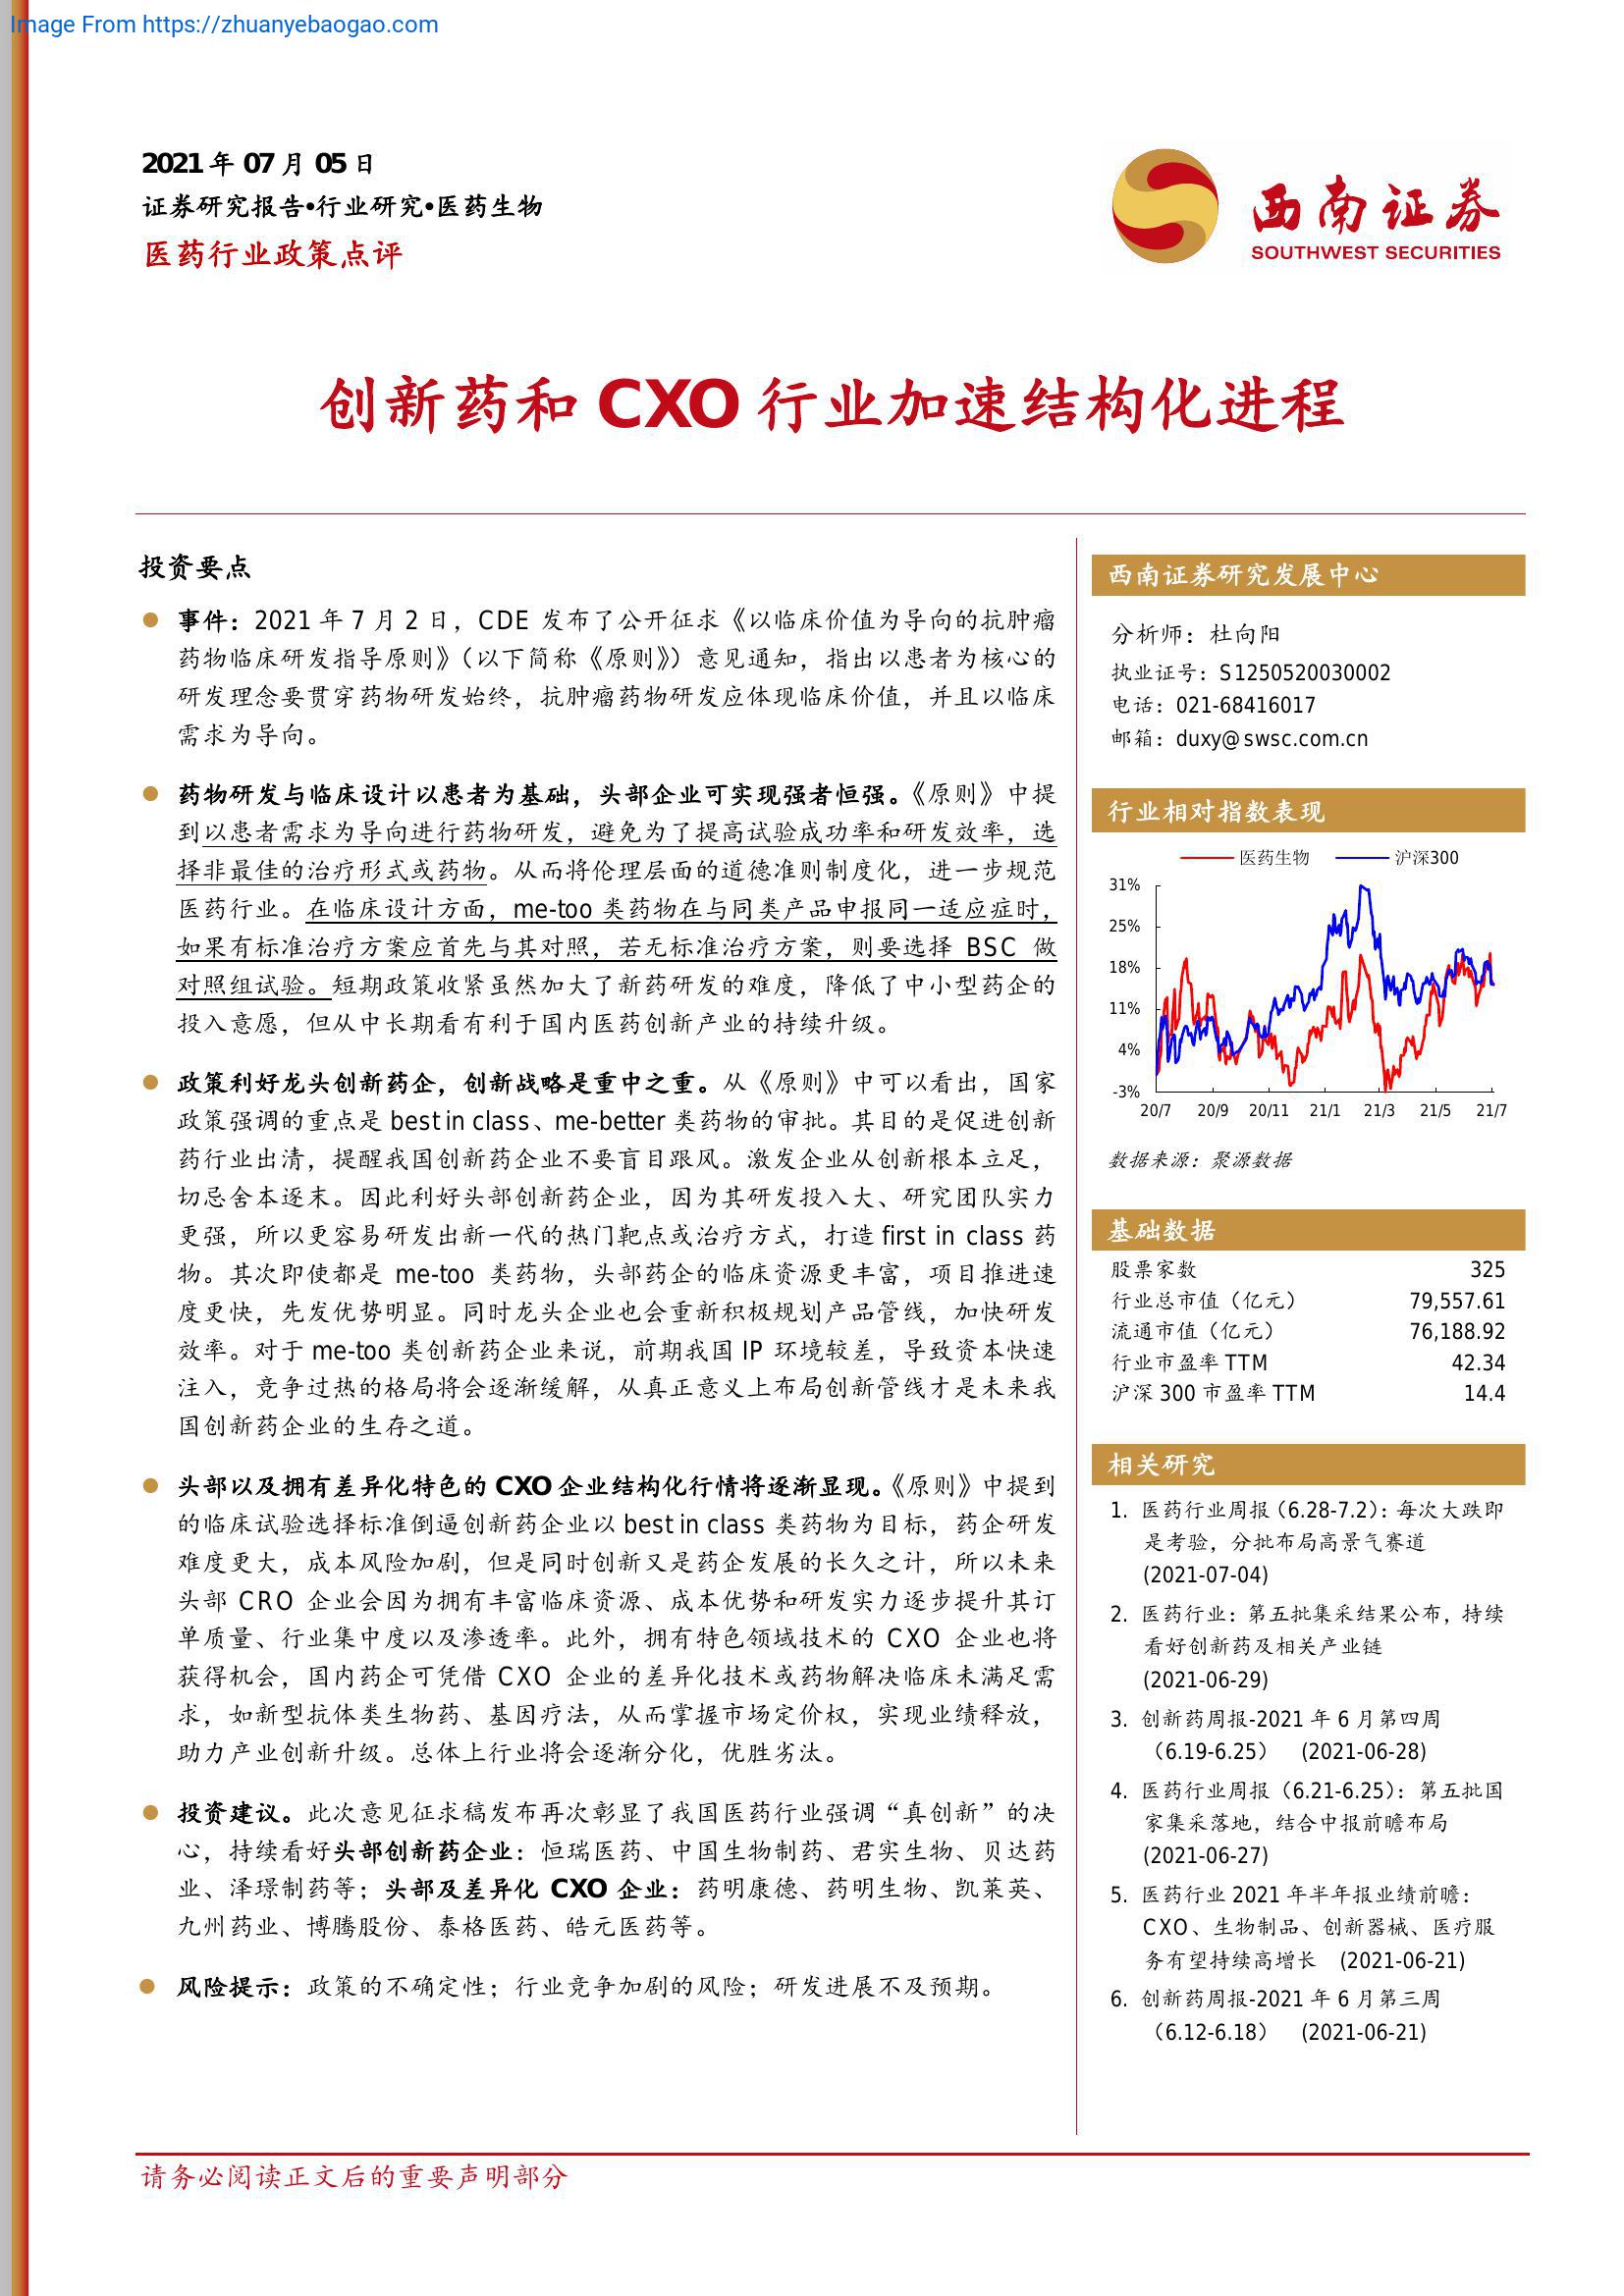 Image From https://zhuanyebaogao.com
2021 年 07 月 05 日
证券研究报告•行业研究•医药生物
医药行业政策点评
西南证券
SOUTHWEST SECURITIES
创新药和 CXO 行业加速结构化进程
投资要点
事件：2021 年 7 月 2 日，CDE 发布了公开征求《以临床价值为导向的抗肿瘤
药物临床研发指导原则》（以下简称《原则》）意见通知，指出以患者为核心的
研发理念要贯穿药物研发始终，抗肿瘤药物研发应体现临床价值，并且以临床
需求为导向。
药物研发与临床设计以患者为基础，头部企业可实现强者恒强。《原则》中提
到以患者需求为导向进行药物研发，避免为了提高试验成功率和研发效率，选
择非最佳的治疗形式或药物。从而将伦理层面的道德准则制度化，进一步规范
医药行业。在临床设计方面，me-too 类药物在与同类产品申报同一适应症时，
如果有标准治疗方案应首先与其对照，若无标准治疗方案，则要选择 BSC 做
对照组试验。短期政策收紧虽然加大了新药研发的难度，降低了中小型药企的
投入意愿，但从中长期看有利于国内医药创新产业的持续升级。
政策利好龙头创新药企，创新战略是重中之重。从《原则》中可以看出，国家
政策强调的重点是 best in class、me-better 类药物的审批。其目的是促进创新
药行业出清，提醒我国创新药企业不要盲目跟风。激发企业从创新根本立足，
切忌舍本逐末。因此利好头部创新药企业，因为其研发投入大、研究团队实力
更强，所以更容易研发出新一代的热门靶点或治疗方式，打造 first in class 药
物。其次即使都是 me-too 类药物，头部药企的临床资源更丰富，项目推进速
度更快，先发优势明显。同时龙头企业也会重新积极规划产品管线，加快研发
效率。对于 me-too 类创新药企业来说，前期我国 IP 环境较差，导致资本快速
注入，竞争过热的格局将会逐渐缓解，从真正意义上布局创新管线才是未来我
国创新药企业的生存之道。
头部以及拥有差异化特色的 CXO 企业结构化行情将逐渐显现。《原则》中提到
的临床试验选择标准倒逼创新药企业以 best in class 类药物为目标，药企研发
难度更大，成本风险加剧，但是同时创新又是药企发展的长久之计，所以未来
头部 CRO 企业会因为拥有丰富临床资源、成本优势和研发实力逐步提升其订
单质量、行业集中度以及渗透率。此外，拥有特色领域技术的 CXO 企业也将
获得机会，国内药企可凭借 CXO 企业的差异化技术或药物解决临床未满足需
求，如新型抗体类生物药、基因疗法，从而掌握市场定价权，实现业绩释放，
助力产业创新升级。总体上行业将会逐渐分化，优胜劣汰。
投资建议。此次意见征求稿发布再次彰显了我国医药行业强调“真创新”的决
心，持续看好头部创新药企业：恒瑞医药、中国生物制药、君实生物、贝达药
业、泽璟制药等；头部及差异化 CXO 企业：药明康德、药明生物、凯莱英、
九州药业、博腾股份、泰格医药、皓元医药等。
风险提示：政策的不确定性；行业竞争加剧的风险；研发进展不及预期。
西南证券研究发展中心
分析师：杜向阳
执业证号：S1250520030002
电话：021-68416017
邮箱：duxy@swsc.com.cn
行业相对指数表现
医药生物 沪深300
31%
25%
18%
11%
4%
-3%
20/7 20/9 20/11 21/1 21/3 21/5 21/7
数据来源：聚源数据
基础数据
股票家数 325
行业总市值（亿元） 79,557.61
流通市值（亿元） 76,188.92
行业市盈率 TTM 42.34
沪深 300 市盈率 TTM 14.4
相关研究
1. 医药行业周报（6.28-7.2）：每次大跌即
是考验，分批布局高景气赛道
(2021-07-04)
2. 医药行业：第五批集采结果公布，持续
看好创新药及相关产业链
(2021-06-29)
3. 创新药周报-2021 年 6 月第四周
（6.19-6.25） (2021-06-28)
4. 医药行业周报（6.21-6.25）：第五批国
家集采落地，结合中报前瞻布局
(2021-06-27)
5. 医药行业 2021 年半年报业绩前瞻：
CXO、生物制品、创新器械、医疗服
务有望持续高增长 (2021-06-21)
6. 创新药周报-2021 年 6 月第三周
（6.12-6.18） (2021-06-21)
请务必阅读正文后的重要声明部分